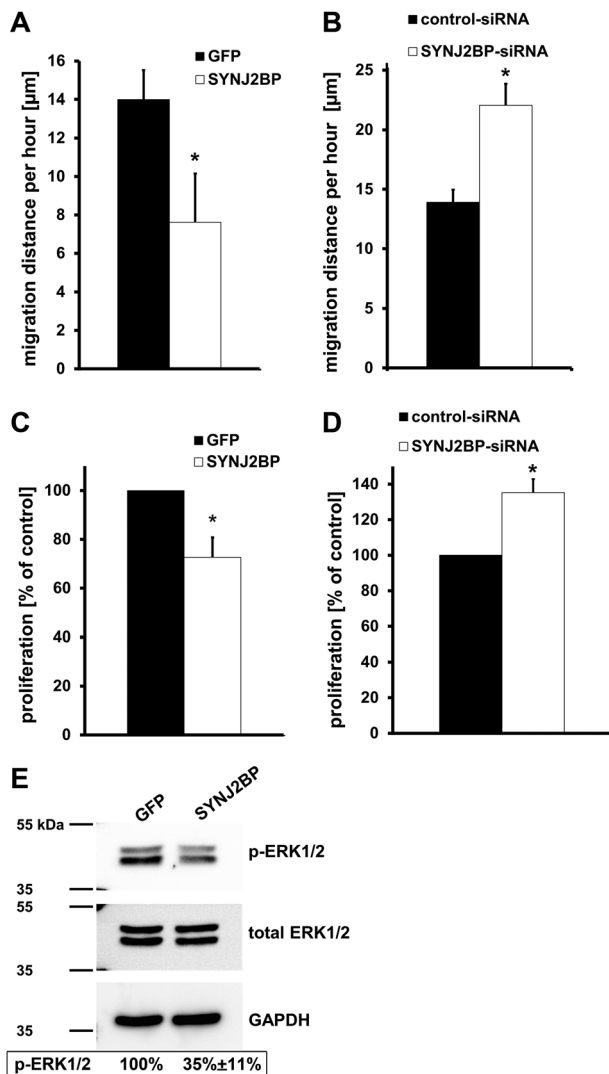 A
GFP
SYNJ2BP
migration distance per hour [µm]
16
14
12
10
8
6
4
2
0
*
B
control-siRNA
SYNJ2BP-siRNA
migration distance per hour [µm]
25
20
15
10
5
0
*
C
GFP
SYNJ2BP
proliferation [% of control]
100
80
60
40
20
0
*
D
control-siRNA
SYNJ2BP-siRNA
proliferation [% of control]
140
120
100
80
60
40
20
0
*
E
GFP SYNJ2BP
55 kDa
p-ERK1/2
35
55
total ERK1/2
35
GAPDH
35
p-ERK1/2 100% 35%±11%